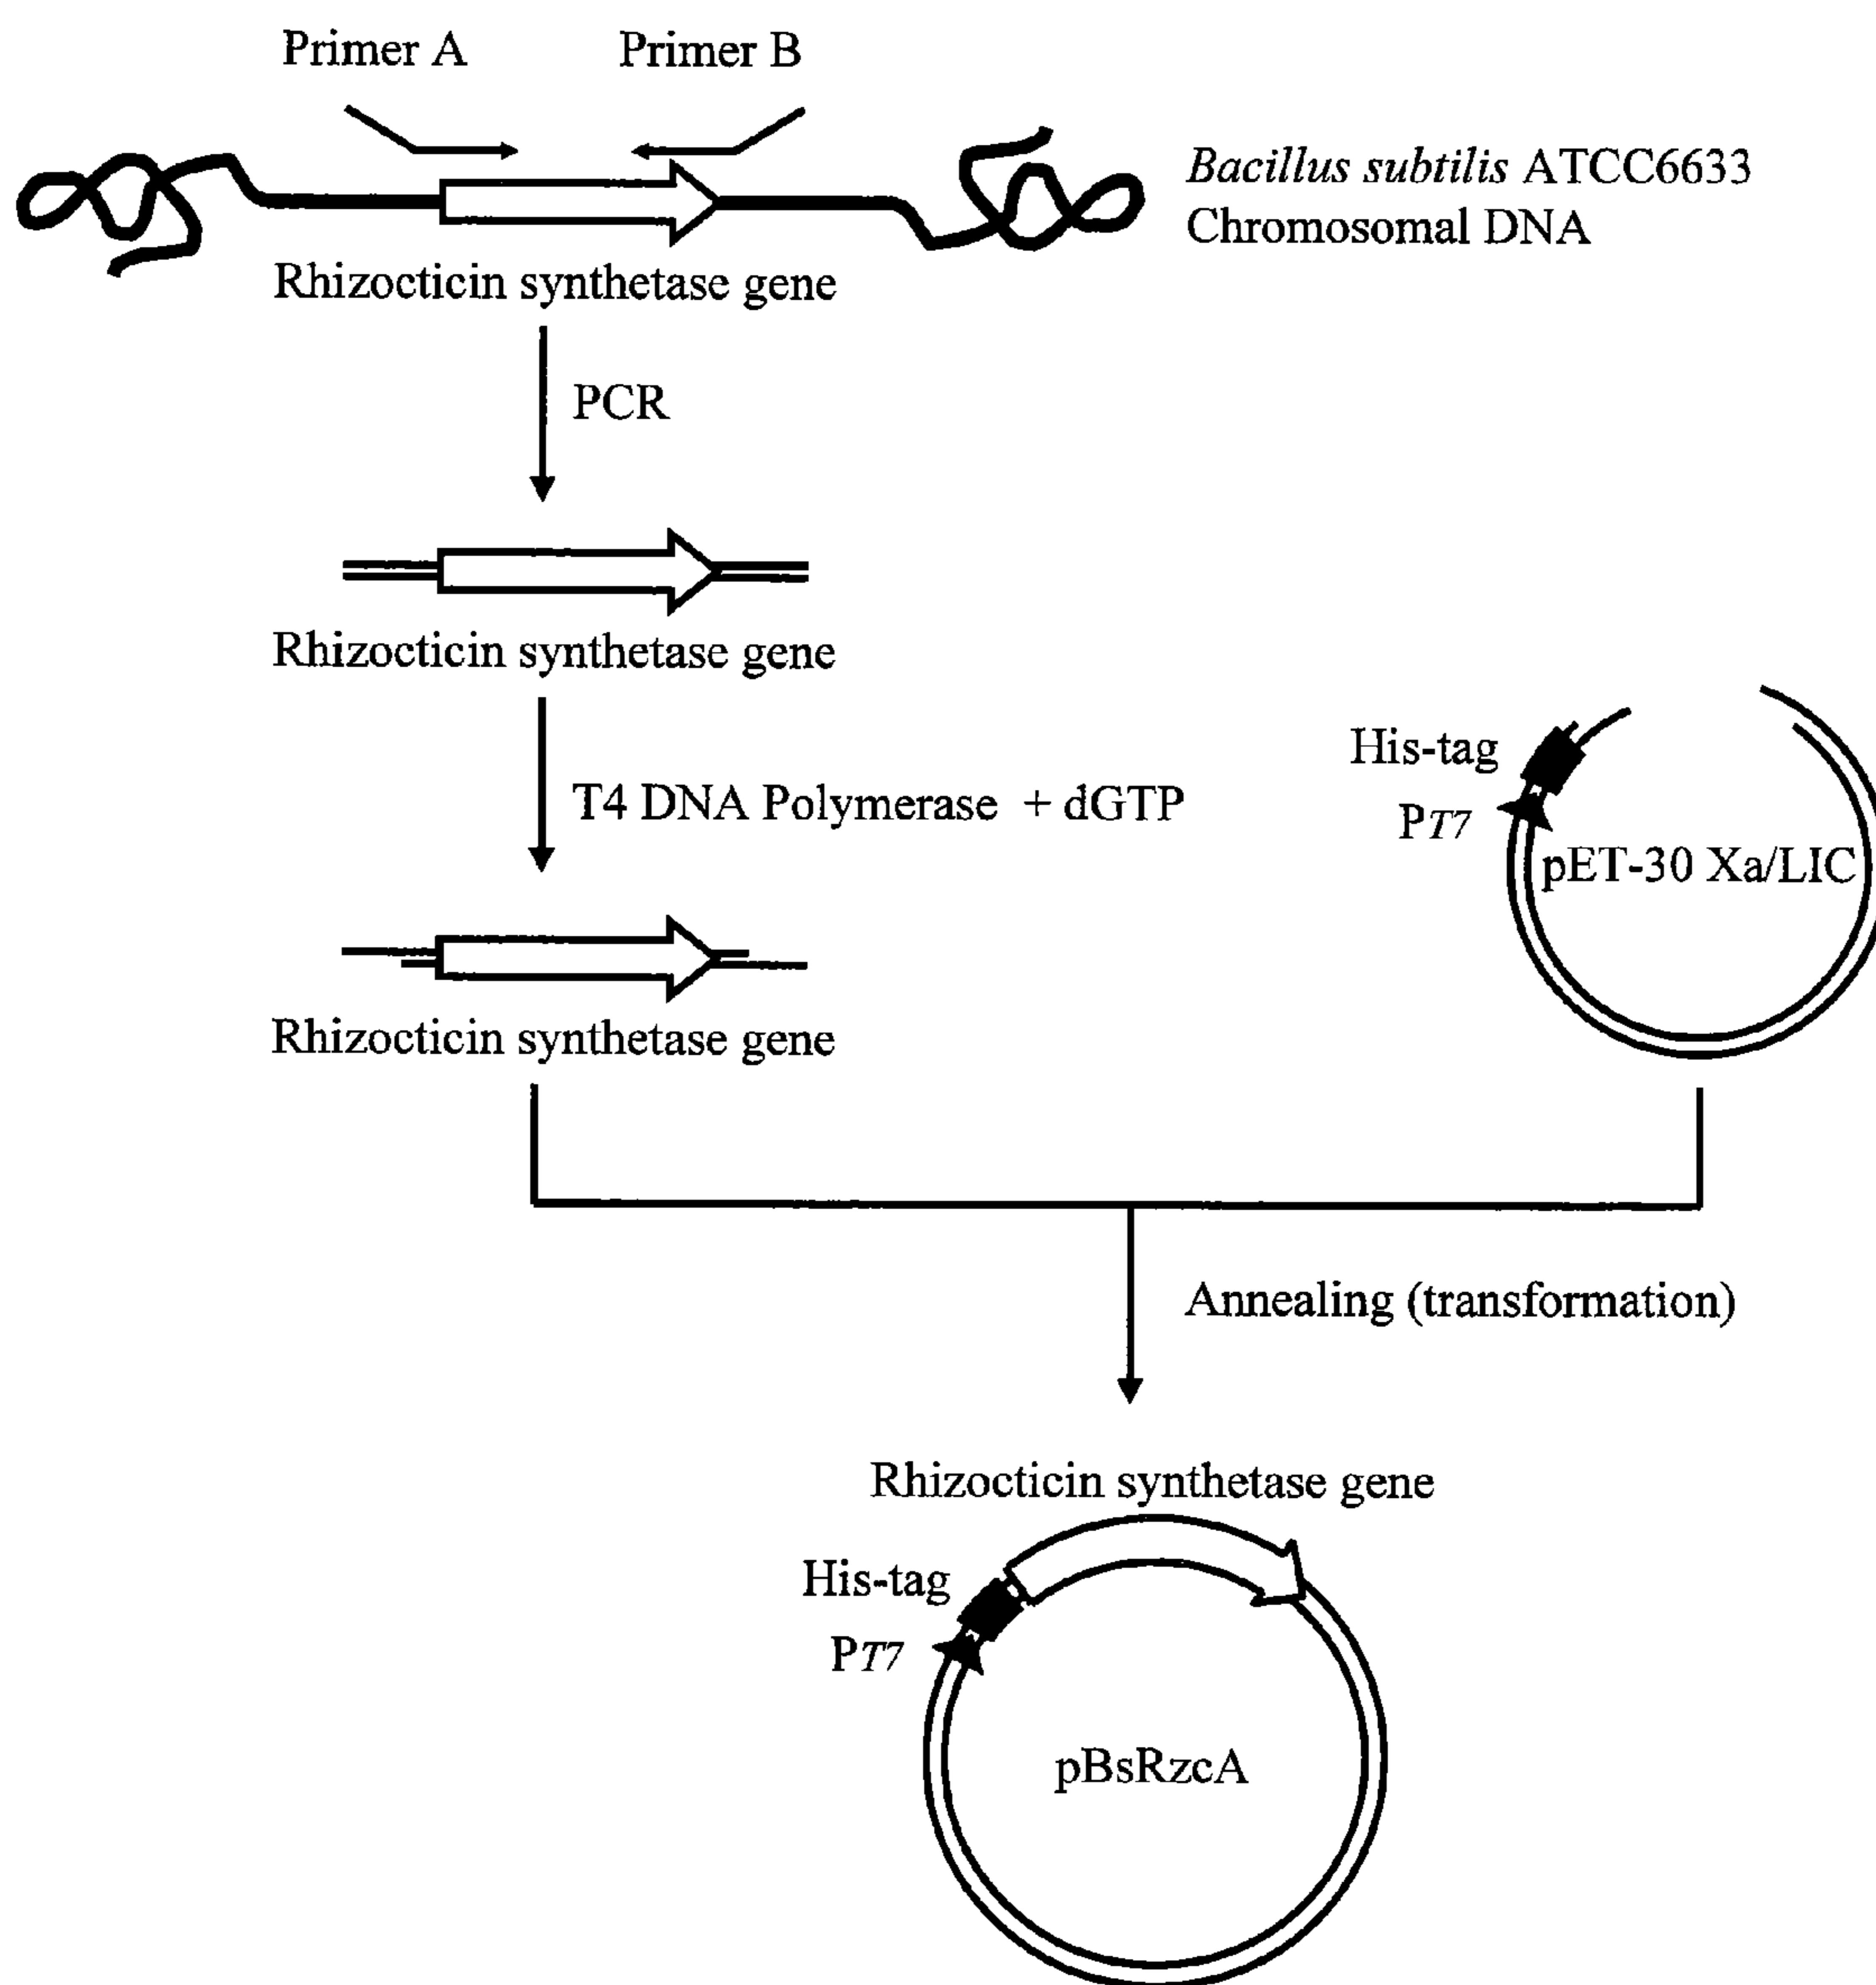 Primer A
Primer B
Bacillus subtilis ATCC6633
Chromosomal DNA
Rhizocticin synthetase gene
PCR
Rhizocticin synthetase gene
T4 DNA Polymerase + dGTP
His-tag
PT7
pET-30 Xa/LIC
Rhizocticin synthetase gene
Annealing (transformation)
Rhizocticin synthetase gene
His-tag
PT7
pBsRzcA